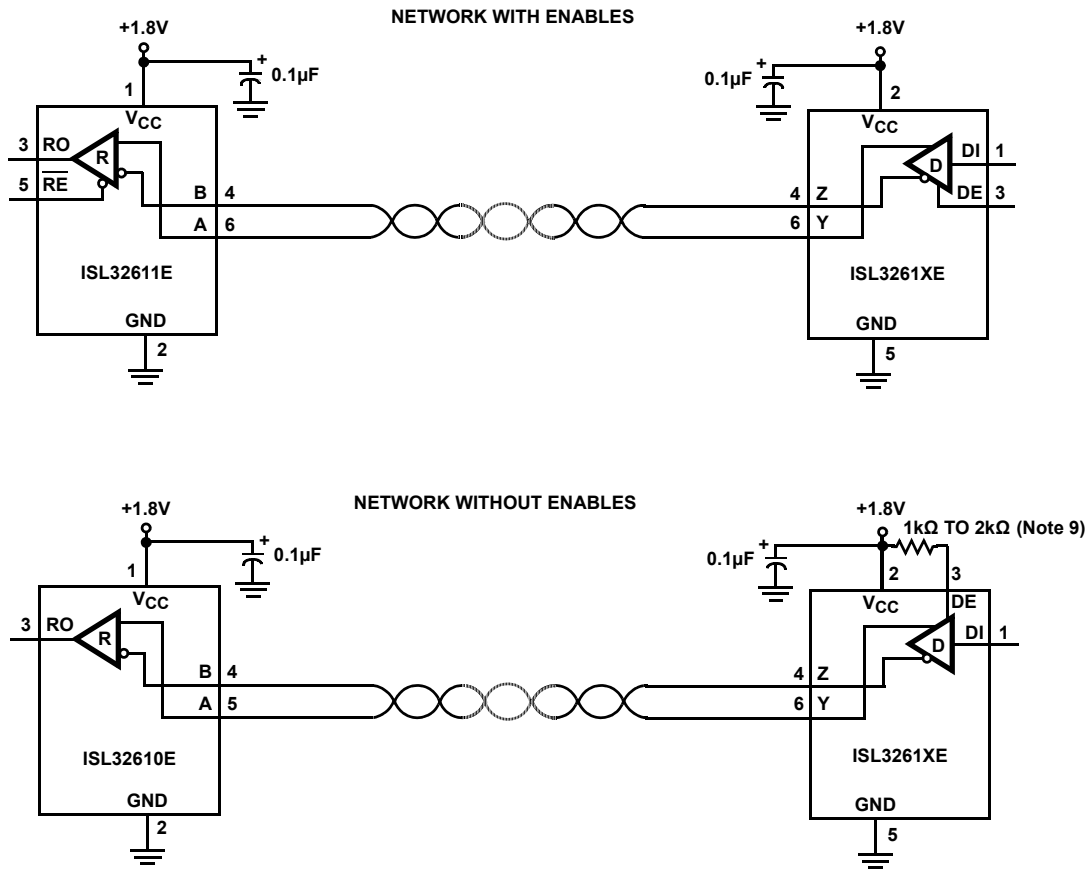 NETWORK WITH ENABLES
+1.8V
+
0.1µF
1
VCC
3 RO
R
5 RE
B 4
A 6
ISL32611E
GND
2
+1.8V
+
0.1µF
2
VCC
DI 1
D
DE 3
4 Z
6 Y
ISL3261XE
GND
5
NETWORK WITHOUT ENABLES
+1.8V
+
0.1µF
1
VCC
3 RO
R
B 4
A 5
ISL32610E
GND
2
+1.8V
1kΩ TO 2kΩ (Note 9)
+
0.1µF
2
3
VCC
DE
DI 1
D
4 Z
6 Y
ISL3261XE
GND
5